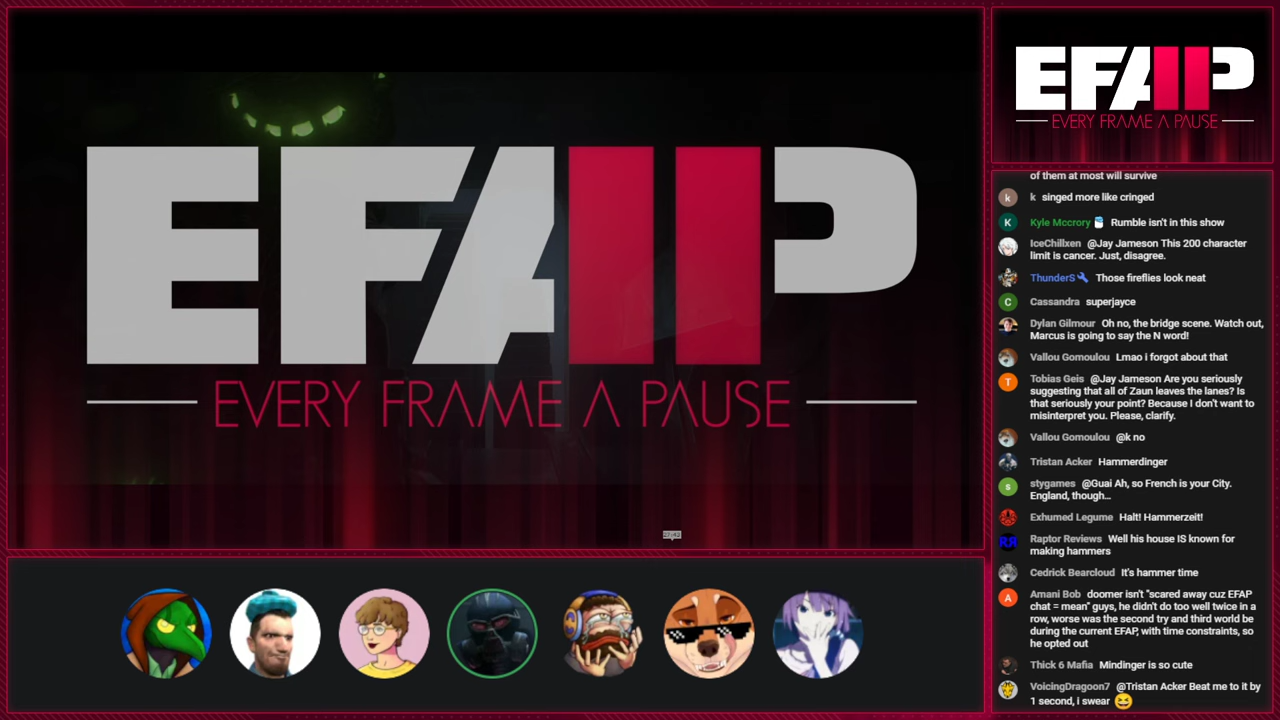 EFAP
EVERY FRAME A PAUSE
EFAP
EVERY FRAME A PAUSE
of them at most will survive
k
k singed more like cringed
K
Kyle Mccrory Rumble isn't in this show
IceChillxen @Jay Jameson This 200 character
limit is cancer. Just, disagree.
ThunderS Those fireflies look neat
C
Cassandra superjayce
Dylan Gilmour Oh no, the bridge scene. Watch out,
Marcus is going to say the N word!
Vallou Gomoulou Lmao i forgot about that
T
Tobias Geis @Jay Jameson Are you seriously
suggesting that all of Zaun leaves the lanes? Is
that seriously your point? Because I don't want to
misinterpret you. Please, clarify.
Vallou Gomoulou @k no
Tristan Acker Hammerdinger
s
stygames @Guai Ah, so French is your City.
England, though...
Exhumed Legume Halt! Hammerzeit!
RR
Raptor Reviews Well his house IS known for
making hammers
Cedrick Bearcloud It's hammer time
A
Amani Bob doomer isn't "scared away cuz EFAP
chat = mean" guys, he didn't do too well twice in a
row, worse was the second try and third world be
during the current EFAP, with time constraints, so
he opted out
Thick 6 Mafia Mindinger is so cute
VoicingDragoon7 @Tristan Acker Beat me to it by
1 second, i swear